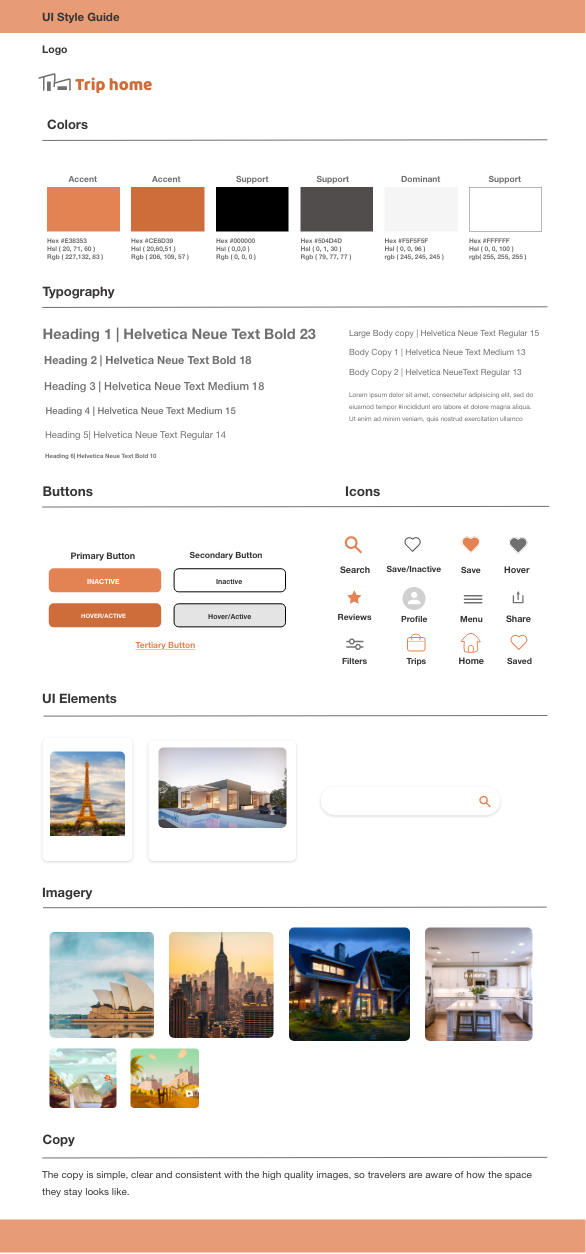 UI Style Guide
Logo
Trip home
Colors
Accent
Accent
Support
Support
Dominant
Support
Hex #E38353
Hsl ( 20, 71, 60 )
Rgb ( 227,132, 83 )
Hex #CE6D39
Hsl ( 20,60,51 )
Rgb ( 206, 109, 57 )
Hex #000000
Hsl ( 0,0,0 )
Rgb ( 0, 0, 0 )
Hex #504D4D
Hsl ( 0, 1, 30 )
Rgb ( 79, 77, 77 )
Hex #F5F5F5F
Hsl ( 0, 0, 96 )
rgb ( 245, 245, 245 )
Hex #FFFFFF
Hsl ( 0, 0, 100 )
rgb( 255, 255, 255 )
Typography
Heading 1 | Helvetica Neue Text Bold 23
Heading 2 | Helvetica Neue Text Bold 18
Heading 3 | Helvetica Neue Text Medium 18
Heading 4 | Helvetica Neue Text Medium 15
Heading 5| Helvetica Neue Text Regular 14
Heading 6| Helvetica Neue Text Bold 10
Large Body copy | Helvetica Neue Text Regular 15
Body Copy 1 | Helvetica Neue Text Medium 13
Body Copy 2 | Helvetica NeueText Regular 13
Lorem ipsum dolor sit amet, consectetur adipisicing elit, sed do
eiusmod tempor #incididunt ero labore et dolore magna aliqua.
Ut enim ad minim veniam, quis nostrud exercitation ullamco
Buttons
Primary Button
Secondary Button
INACTIVE
Inactive
HOVER/ACTIVE
Hover/Active
Tertiary Button
Icons
Search
Save/Inactive
Save
Hover
Reviews
Profile
Menu
Share
Filters
Trips
Home
Saved
UI Elements
Imagery
Copy
The copy is simple, clear and consistent with the high quality images, so travelers are aware of how the space
they stay looks like.